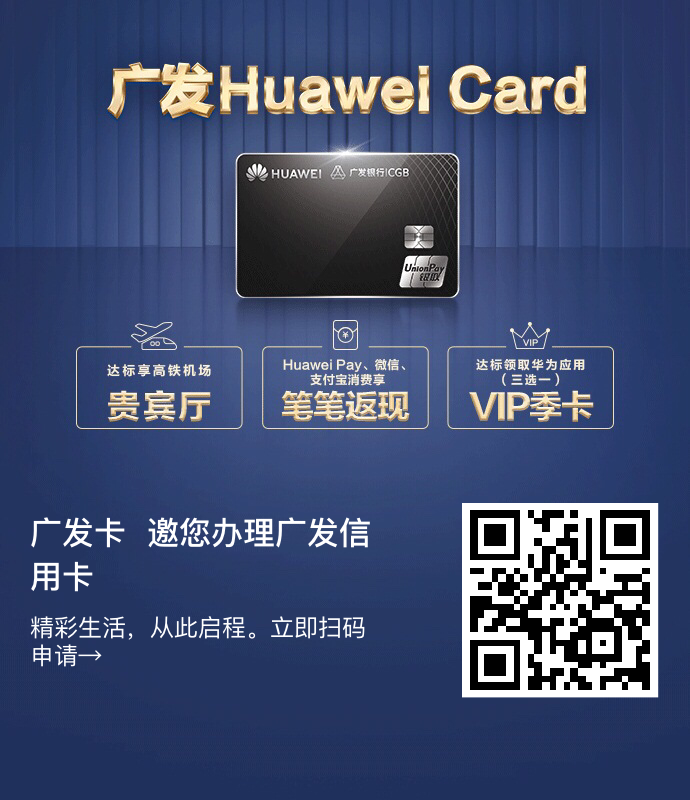 广发Huawei Card
HUAWEI 广发银行|CGB
UnionPay
银联
达标享高铁机场
贵宾厅
Huawei Pay、微信、
支付宝消费享
笔笔返现
VIP
达标领取华为应用
（三选一）
VIP季卡
广发卡 邀您办理广发信
用卡
精彩生活，从此启程。立即扫码
申请→